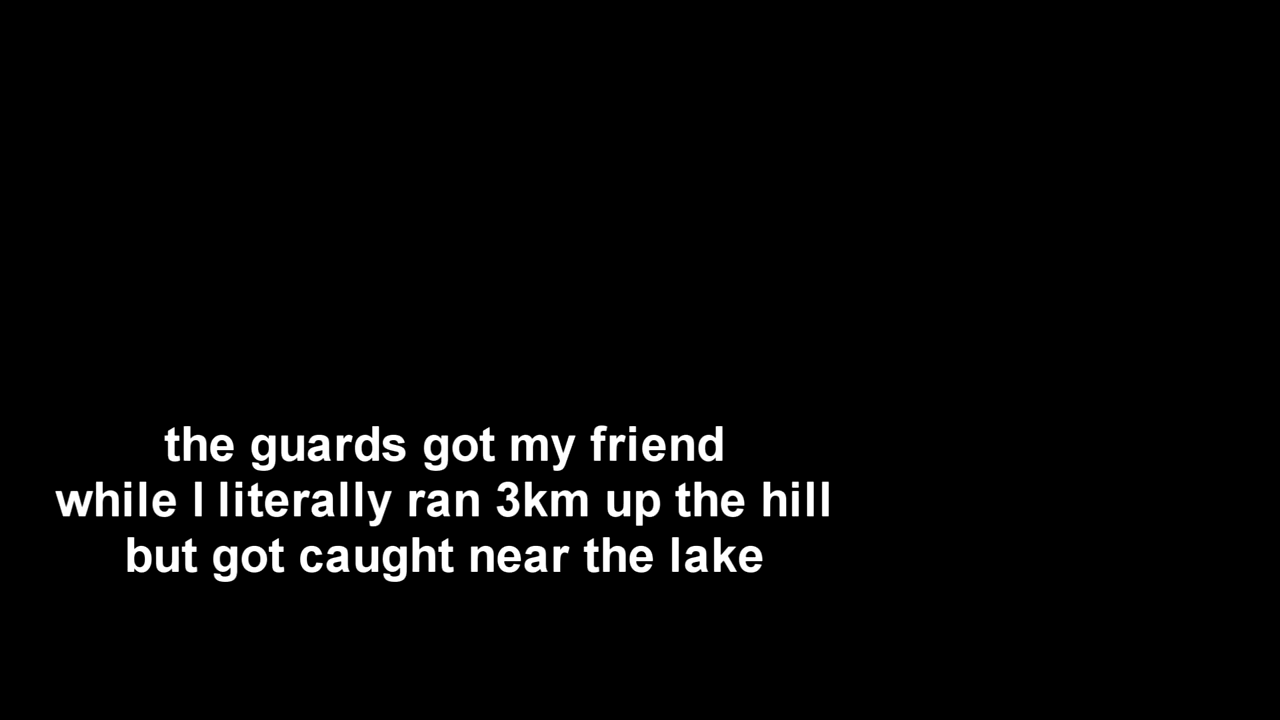 the guards got my friend
while I literally ran 3km up the hill
but got caught near the lake